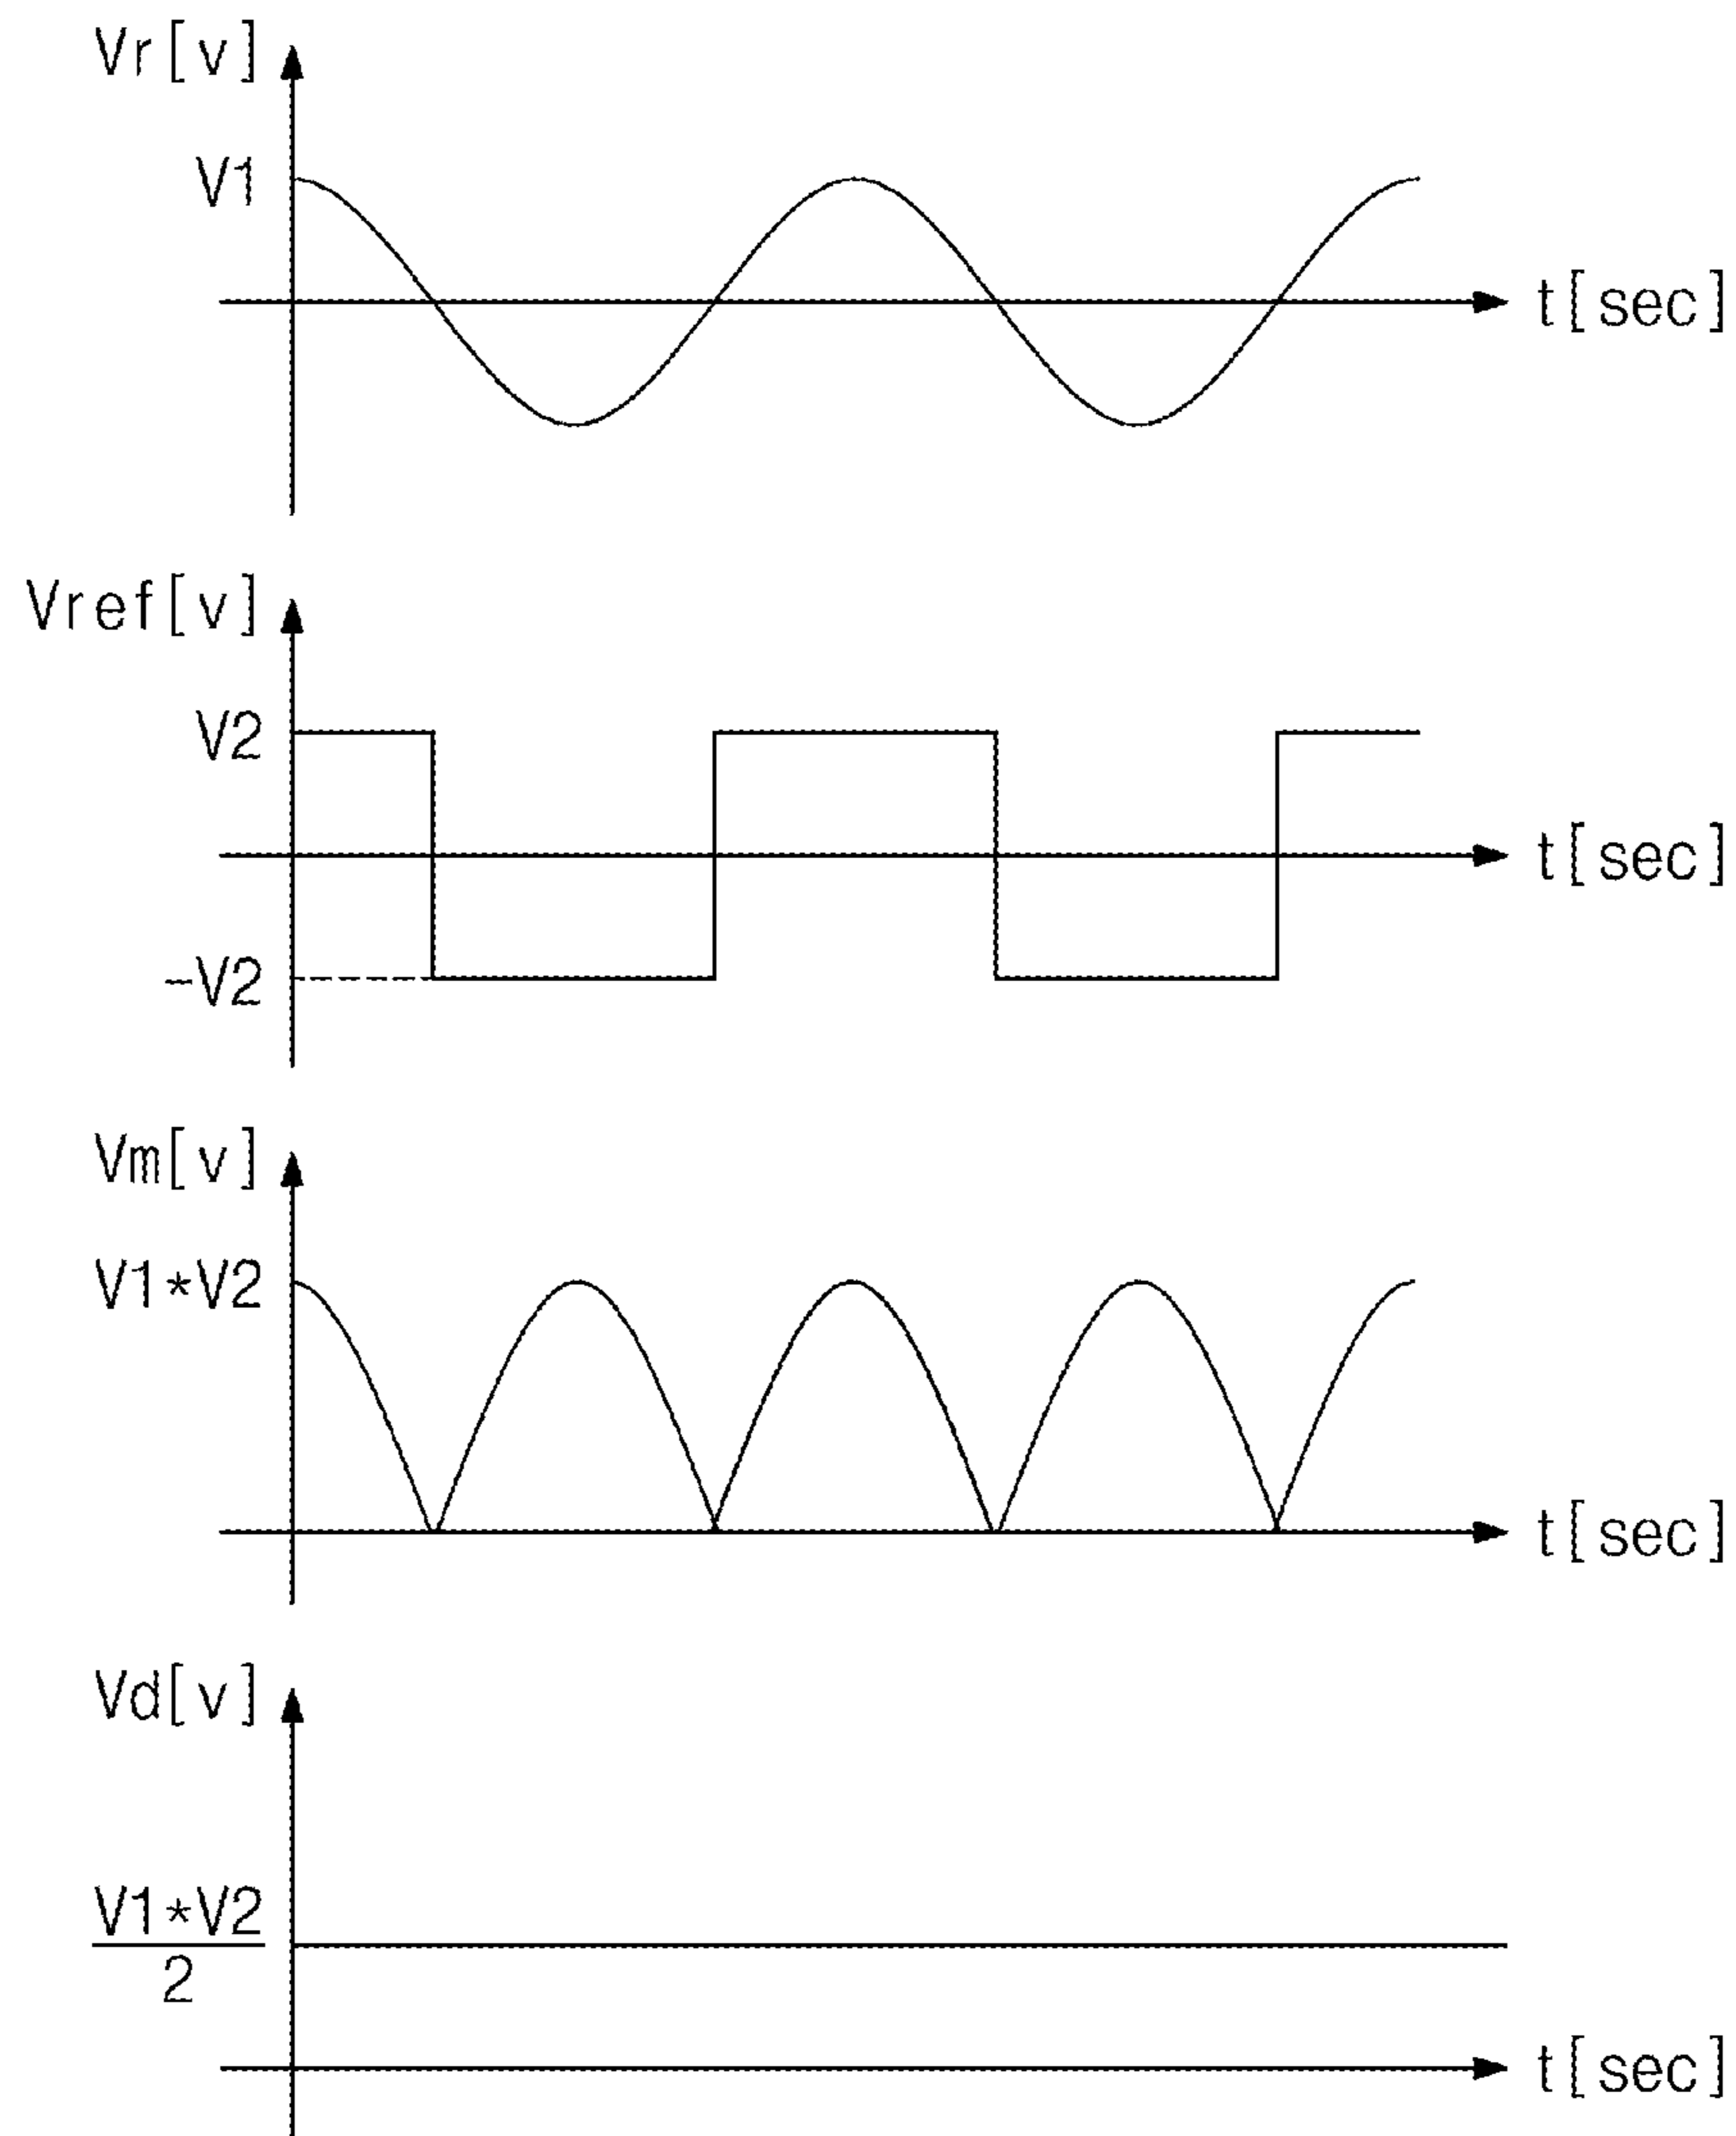 Vr[v]
V1
t[sec]
Vref[v]
V2
t[sec]
-V2
Vm[v]
V1*V2
t[sec]
Vd[v]
V1*V2
2
t[sec]